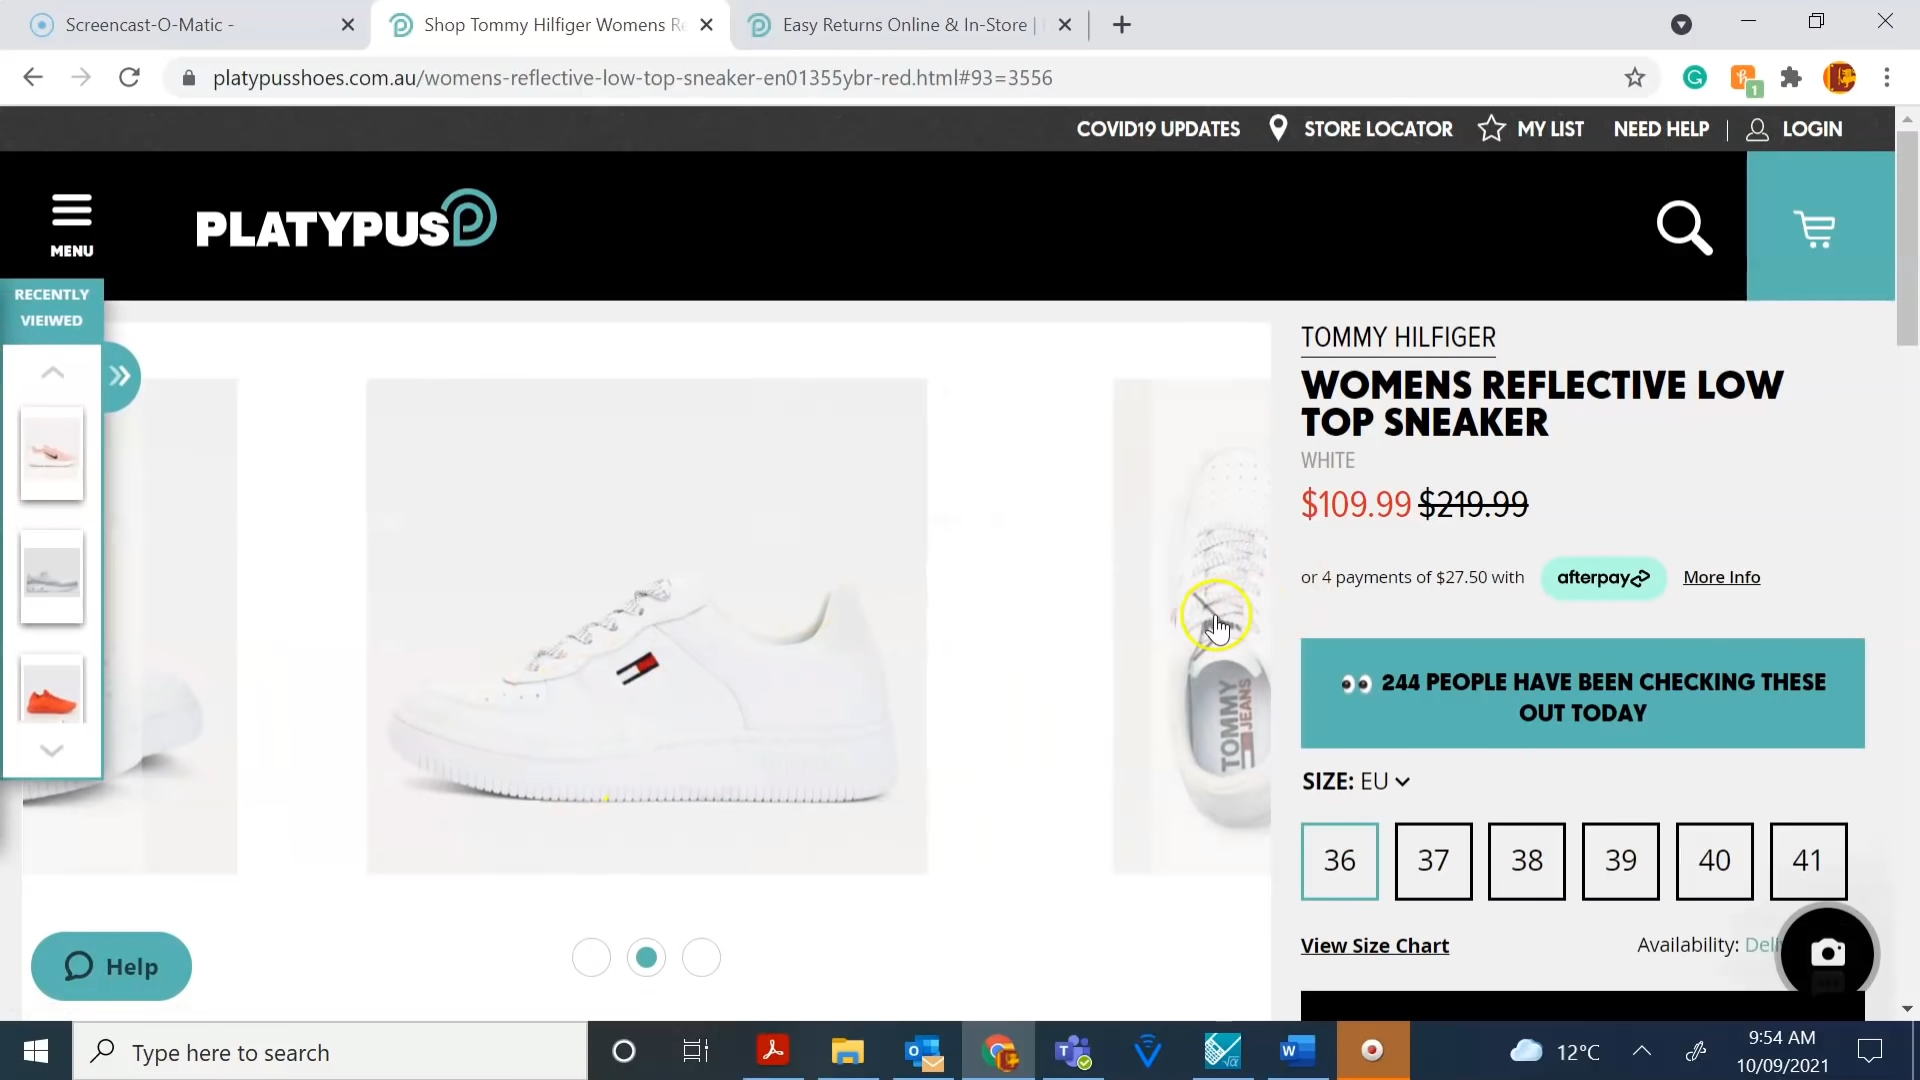 Screencast-O-Matic -
Shop Tommy Hilfiger Womens Re
Easy Returns Online & In-Store |
platypusshoes.com.au/womens-reflective-low-top-sneaker-en01355ybr-red.html#93=3556
1
COVID19 UPDATES
STORE LOCATOR
MY LIST
NEED HELP
LOGIN
MENU
PLATYPUS
RECENTLY
VIEIWED
TOMMY HILFIGER
WOMENS REFLECTIVE LOW
TOP SNEAKER
WHITE
$109.99 $219.99
or 4 payments of $27.50 with afterpay More Info
244 PEOPLE HAVE BEEN CHECKING THESE
OUT TODAY
TOMMY
JEANS
SIZE: EU
36 37 38 39 40 41
View Size Chart
Availability:
Help
Type here to search
12°C
9:54 AM
10/09/2021